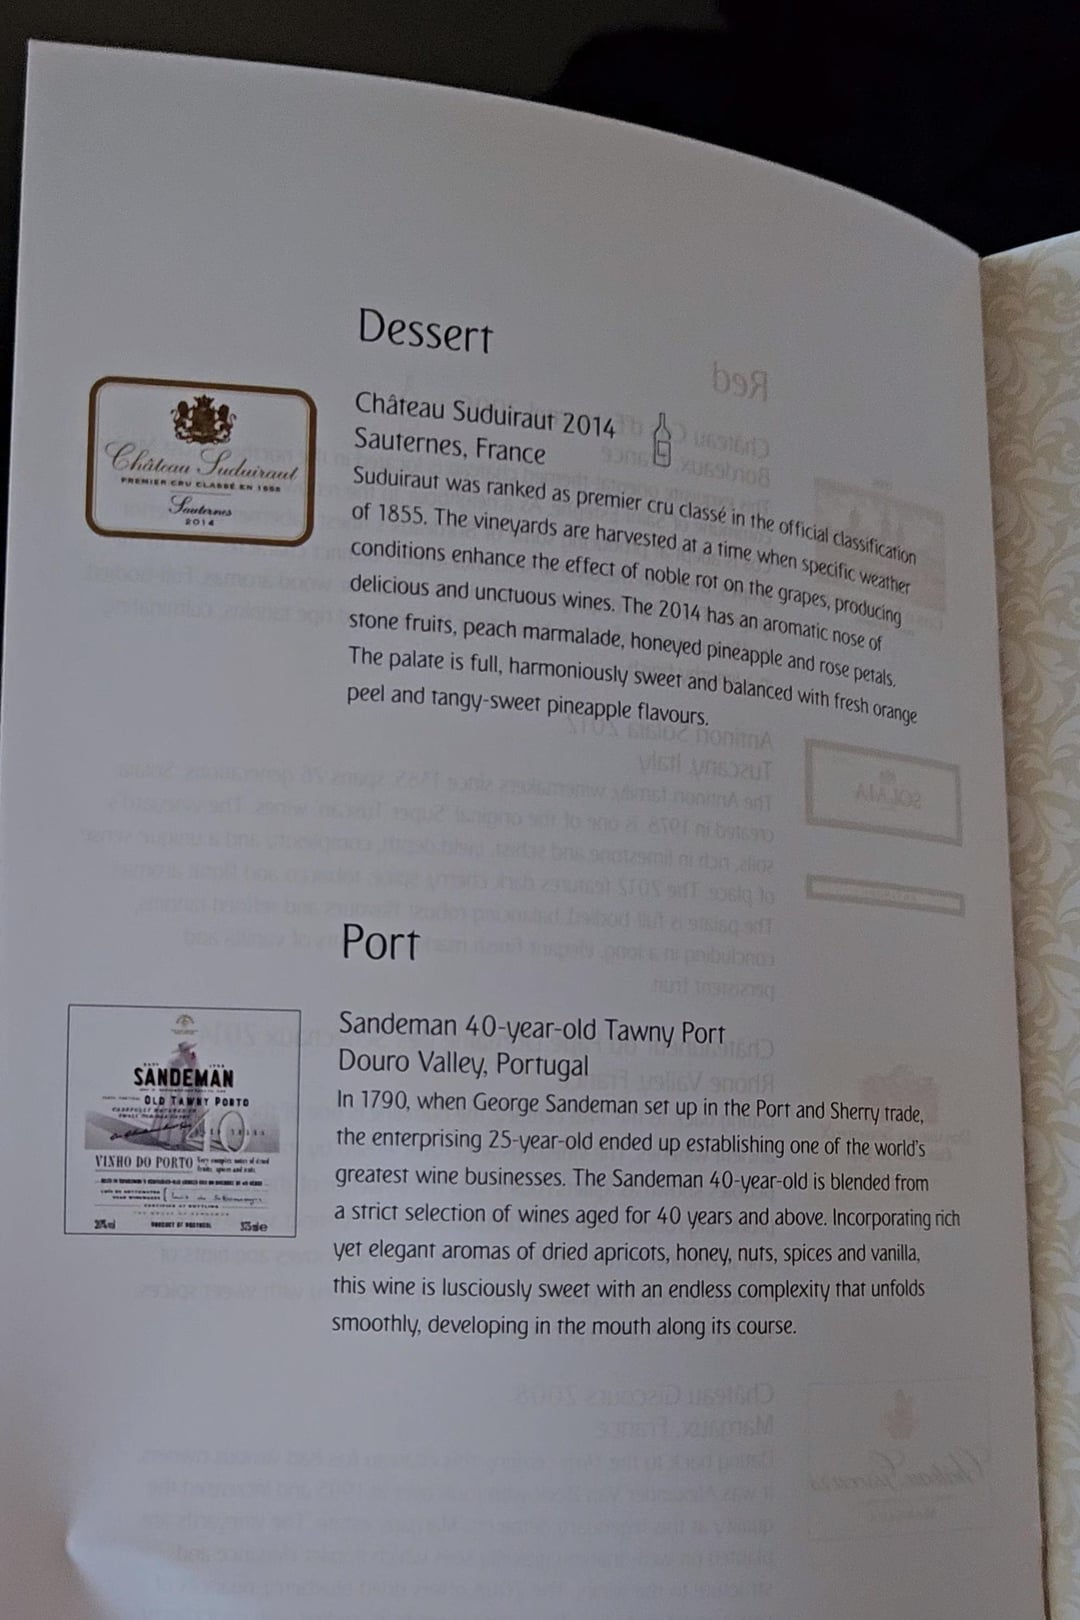 Dessert
Château Suduiraut 2014
Sauternes, France
Suduiraut was ranked as premier cru classé in the official classification
of 1855. The vineyards are harvested at a time when specific weather
conditions enhance the effect of noble rot on the grapes, producing
delicious and unctuous wines. The 2014 has an aromatic nose of
stone fruits, peach marmalade, honeyed pineapple and rose petals.
The palate is full, harmoniously sweet and balanced with fresh orange
peel and tangy-sweet pineapple flavours.
Château Suduiraut
PREMIER CRU CLASSÉ EN 1855
Sauternes
2014
Port
Sandeman 40-year-old Tawny Port
Douro Valley, Portugal
In 1790, when George Sandeman set up in the Port and Sherry trade,
the enterprising 25-year-old ended up establishing one of the world's
greatest wine businesses. The Sandeman 40-year-old is blended from
a strict selection of wines aged for 40 years and above. Incorporating rich
yet elegant aromas of dried apricots, honey, nuts, spices and vanilla,
this wine is lusciously sweet with an endless complexity that unfolds
smoothly, developing in the mouth along its course.
SANDEMAN
OLD TAWNY PORTO
VINHO DO PORTO
PRODUCT OF PORTUGAL